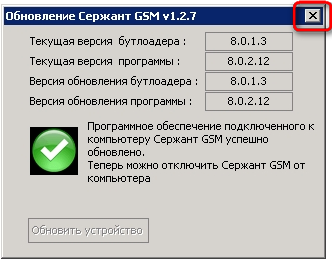 Обновление Сержант GSM v1.2.7
Текущая версия бутлоадера : 8.0.1.3
Текущая версия программы : 8.0.2.12
Версия обновления бутлоадера : 8.0.1.3
Версия обновления программы : 8.0.2.12
Программное обеспечение подключенного к
компьютеру Сержант GSM успешно
обновлено.
Теперь можно отключить Сержант GSM от
компьютера
Обновить устройство